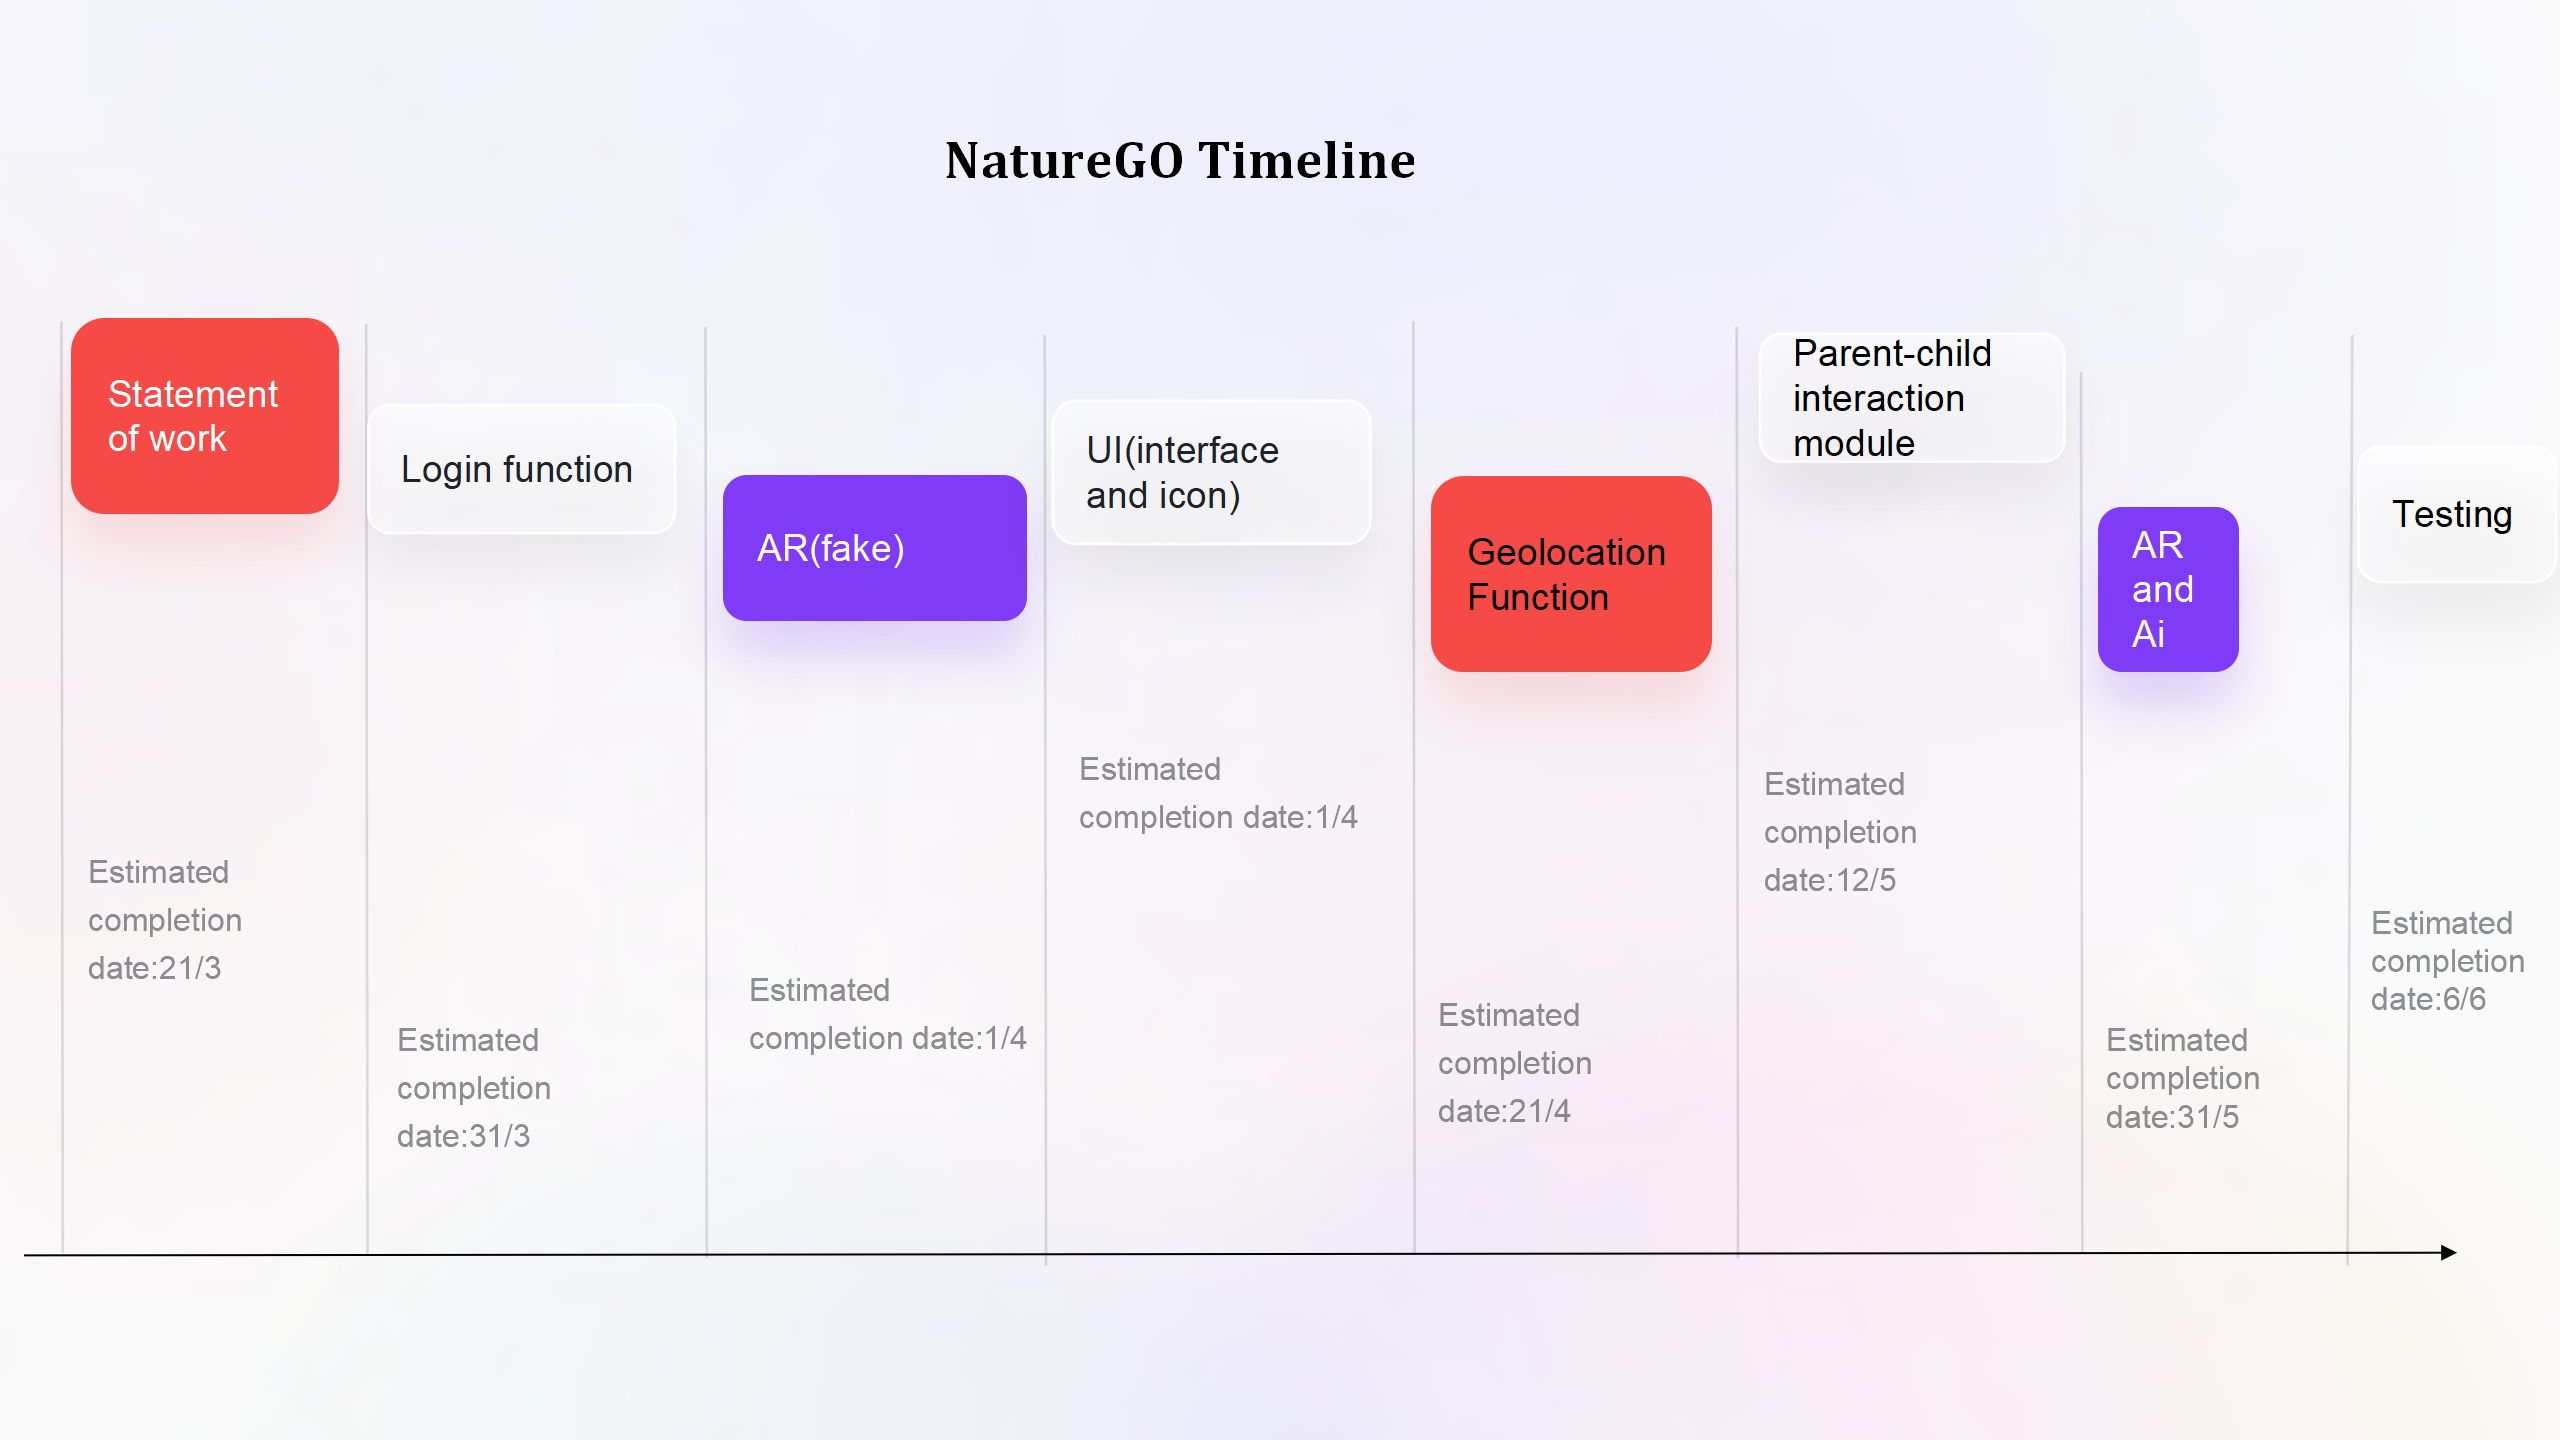 NatureGO Timeline
Statement
of work
Estimated
completion
date:21/3
Login function
Estimated
completion
date:31/3
AR(fake)
Estimated
completion date:1/4
UI(interface
and icon)
Estimated
completion date:1/4
Geolocation
Function
Estimated
completion
date:21/4
Parent-child
interaction
module
Estimated
completion
date:12/5
AR
and
Ai
Estimated
completion
date:31/5
Testing
Estimated
completion
date:6/6